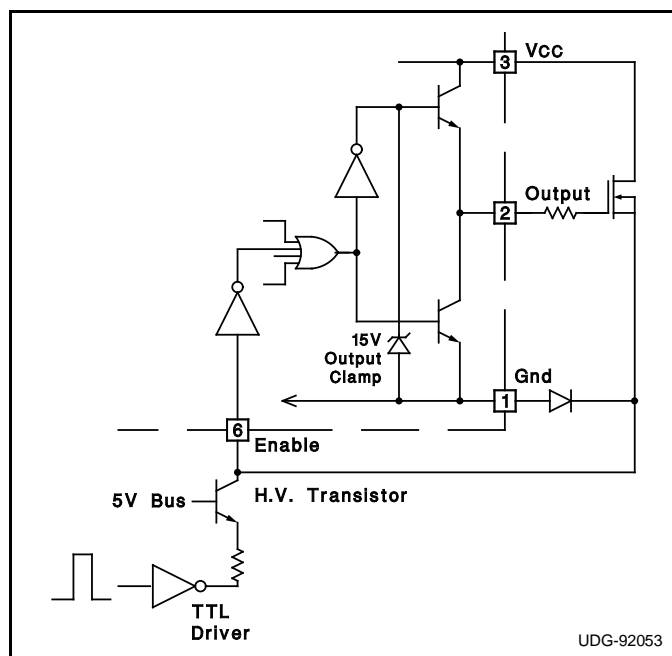 3
Vcc
Output
2
15V
Output
Clamp
Gnd
1
6
Enable
5V Bus
H.V. Transistor
TTL
Driver
UDG-92053